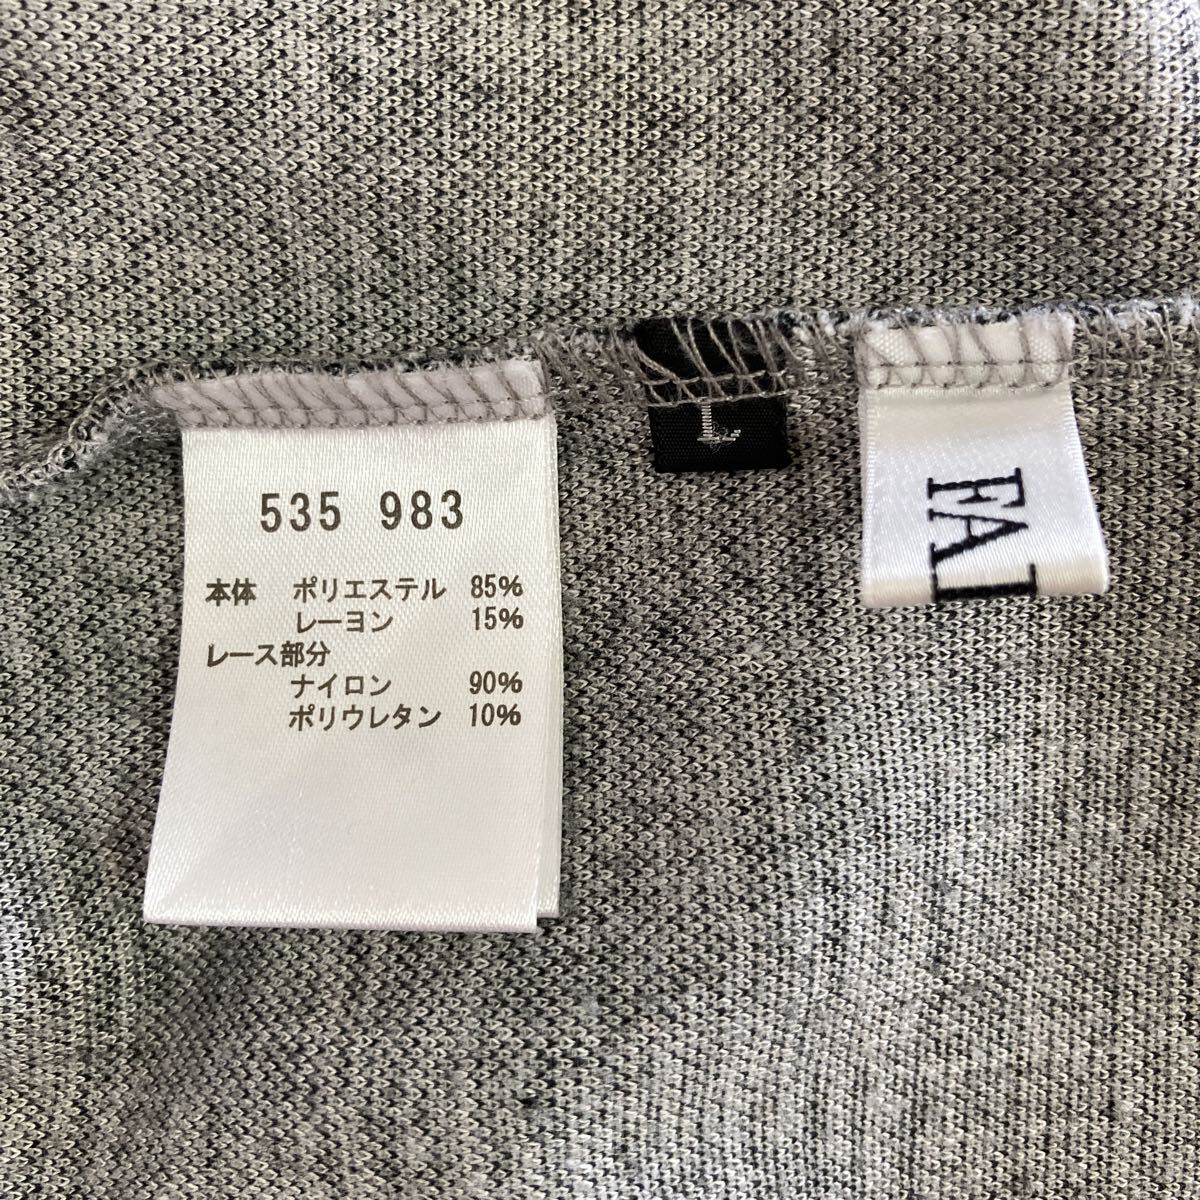 535 983
本体 ポリエステル 85%
レーヨン 15%
レース部分
ナイロン 90%
ポリウレタン 10%
L